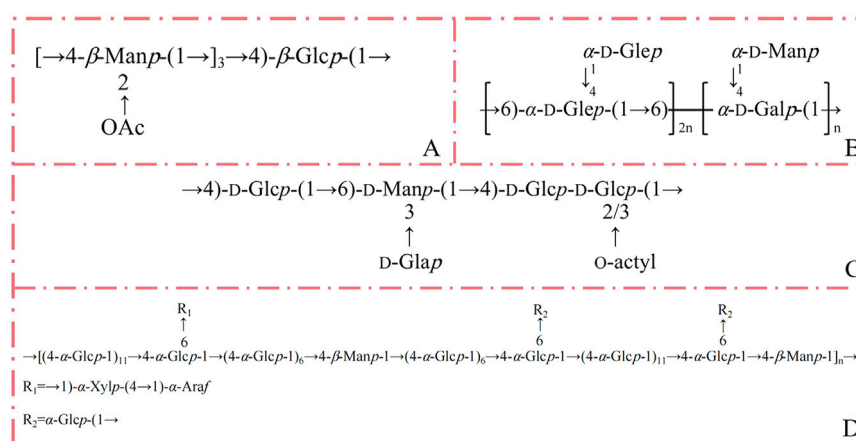 [→4-β-Manp-(1→]₃→4)-β-Glcp-(1→
2
↑
OAc
A
α-D-Glep
α-D-Manp
↓1
4
↓1
4
[→6)-α-D-Glep-(1→6)]2n[α-D-Galp-(1→]n
B
→4)-D-Glcp-(1→6)-D-Manp-(1→4)-D-Glcp-D-Glcp-(1→
3
2/3
↑
↑
D-Glap
O-actyl
C
R₁
R₂
R₂
↑
↑
↑
6
6
6
→[(4-α-Glcp-1)₁₁→4-α-Glcp-1→(4-α-Glcp-1)₆→4-β-Manp-1→(4-α-Glcp-1)₆→4-α-Glcp-1→(4-α-Glcp-1)₁₁→4-α-Glcp-1→4-β-Manp-1]ₙ→
R₁=→1)-α-Xylp-(4→1)-α-Araf
R₂=α-Glcp-(1→
D